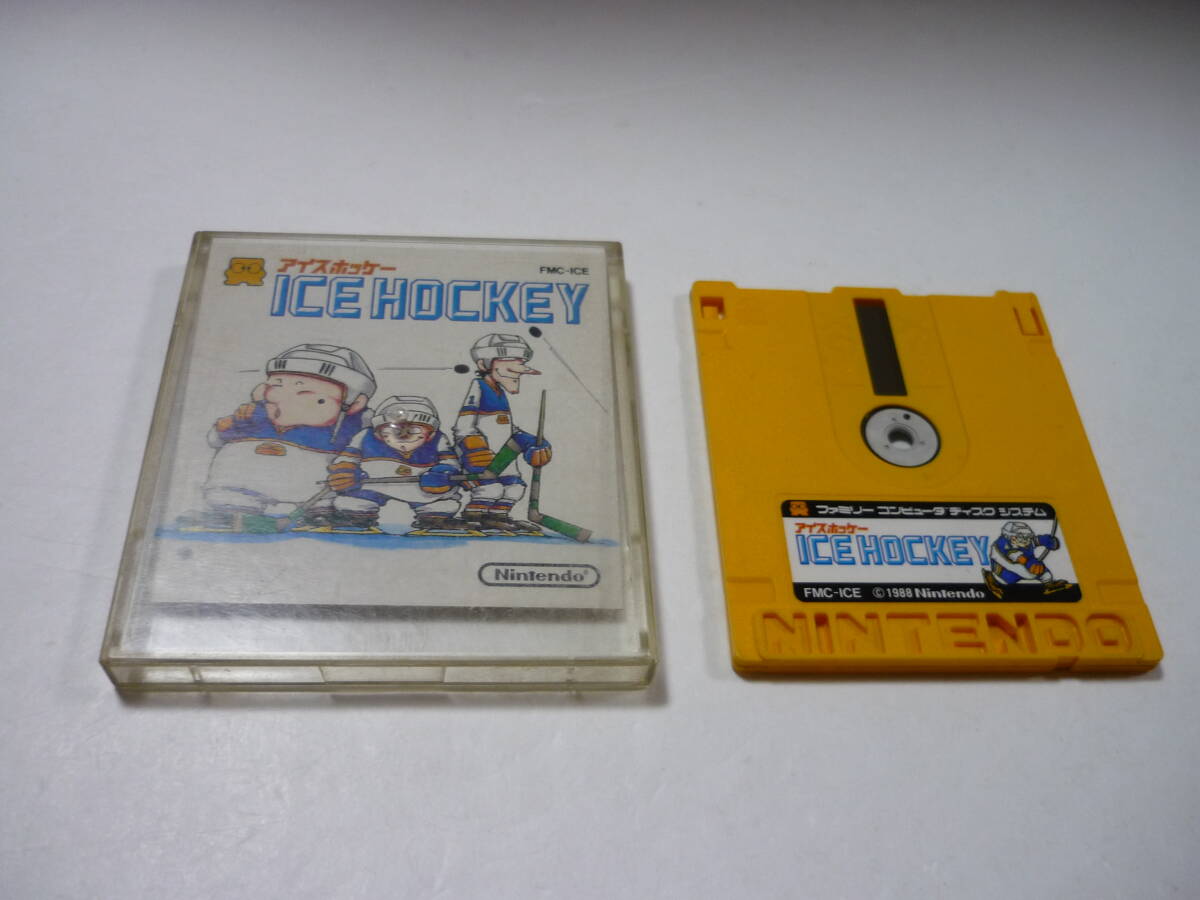 アイスホッケー
FMC-ICE
ICE HOCKEY
1
Nintendo®
ファミリー コンピュータ ディスク システム
アイスホッケー
ICE HOCKEY
FMC-ICE ©1988 Nintendo
NINTENDO